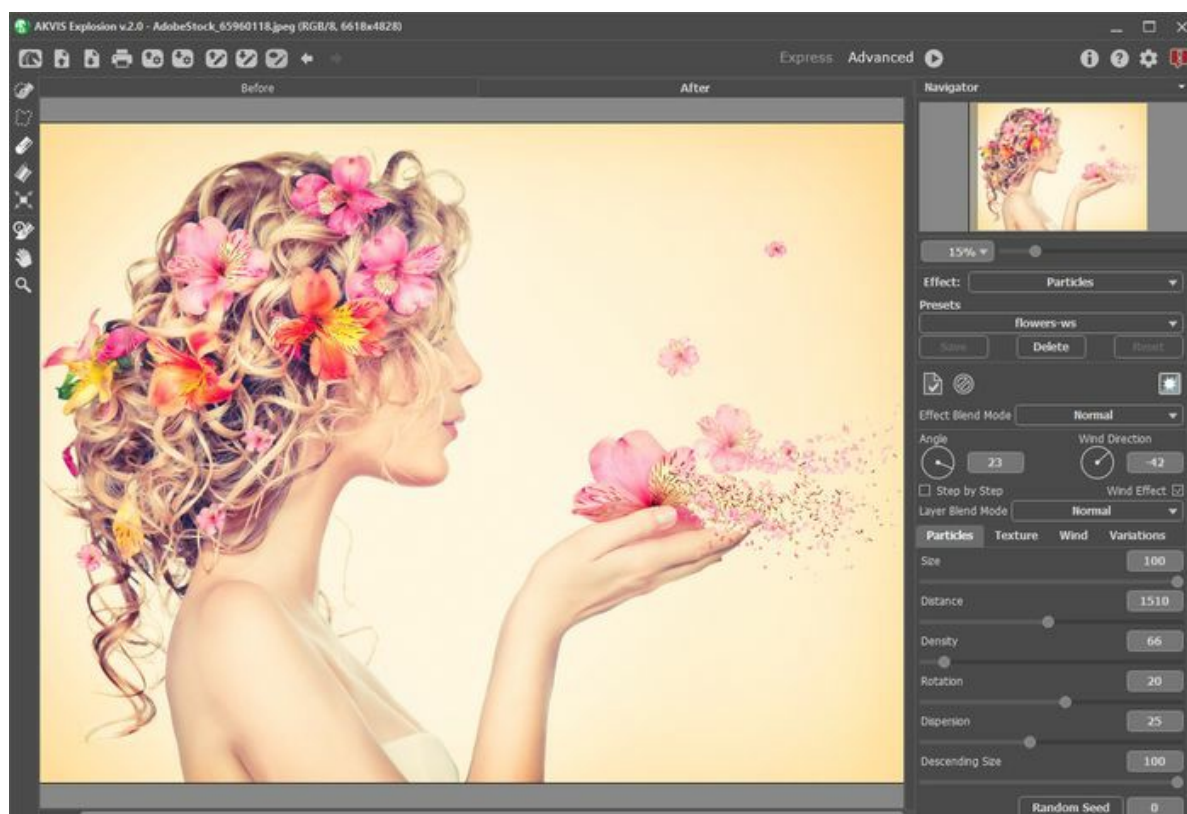 AKVIS Explosion v.2.0 - AdobeStock_65960118.jpeg (RGB/8, 6618x4828)
Express Advanced
Before After Navigator
15%
Effect: Particles
Presets
flowers-ws
Save Delete Reset
Effect Blend Mode Normal
Angle Wind Direction
23 -42
Step by Step Wind Effect
Layer Blend Mode Normal
Particles Texture Wind Variations
Size 100
Distance 1510
Density 66
Rotation 20
Dispersion 25
Descending Size 100
Random Seed 0